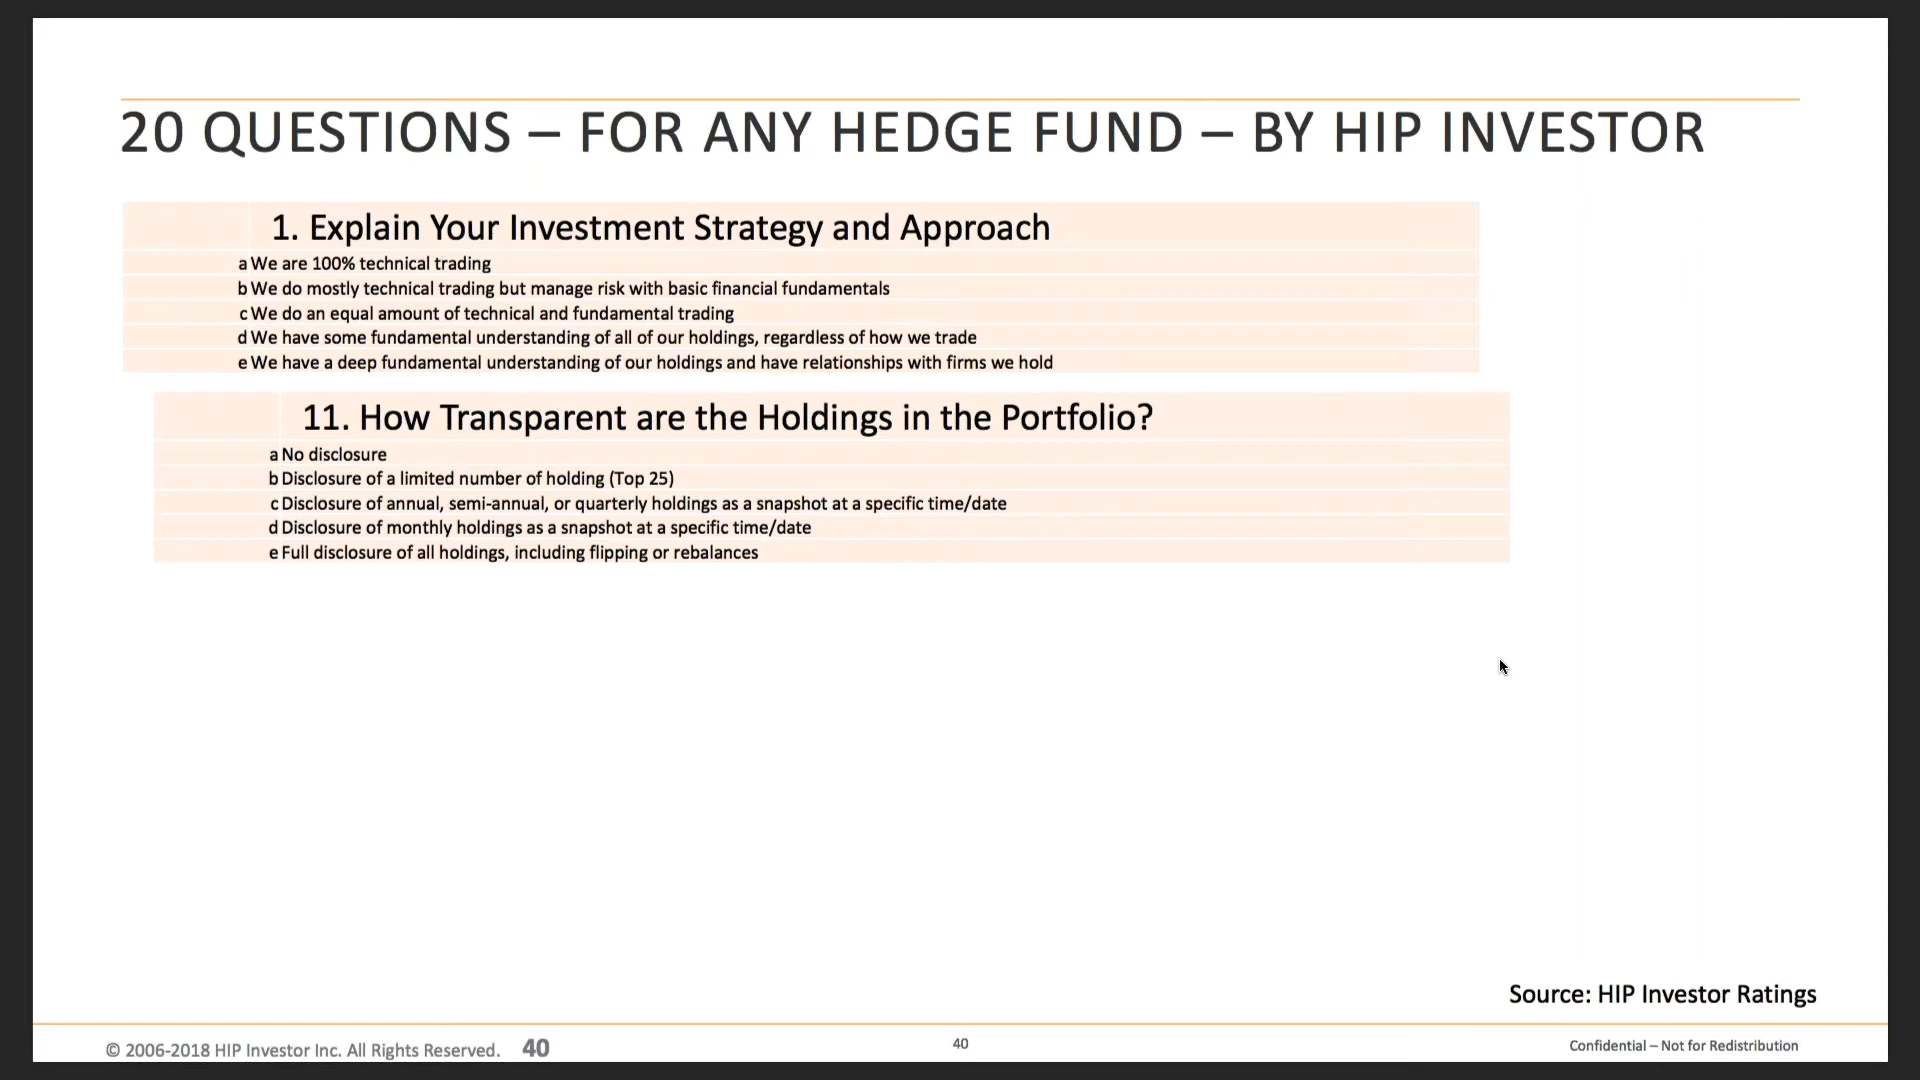 20 QUESTIONS – FOR ANY HEDGE FUND – BY HIP INVESTOR
1. Explain Your Investment Strategy and Approach
a We are 100% technical trading
b We do mostly technical trading but manage risk with basic financial fundamentals
c We do an equal amount of technical and fundamental trading
d We have some fundamental understanding of all of our holdings, regardless of how we trade
e We have a deep fundamental understanding of our holdings and have relationships with firms we hold
11. How Transparent are the Holdings in the Portfolio?
a No disclosure
b Disclosure of a limited number of holding (Top 25)
c Disclosure of annual, semi-annual, or quarterly holdings as a snapshot at a specific time/date
d Disclosure of monthly holdings as a snapshot at a specific time/date
e Full disclosure of all holdings, including flipping or rebalances
Source: HIP Investor Ratings
© 2006-2018 HIP Investor Inc. All Rights Reserved. 40
40
Confidential – Not for Redistribution